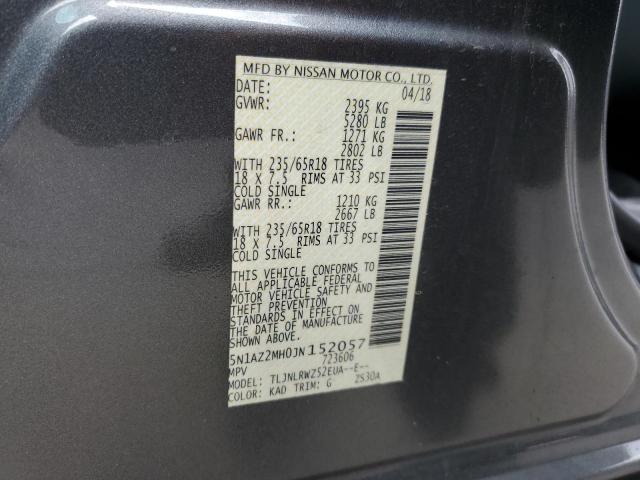 MFD BY NISSAN MOTOR CO., LTD.
DATE: 04/18
GVWR: 2395 KG
5280 LB
GAWR FR.: 1271 KG
2802 LB
WITH 235/65R18 TIRES
18 X 7.5 RIMS AT 33 PSI
COLD SINGLE
GAWR RR.: 1210 KG
2667 LB
WITH 235/65R18 TIRES
18 X 7.5 RIMS AT 33 PSI
COLD SINGLE
THIS VEHICLE CONFORMS TO
ALL APPLICABLE FEDERAL
MOTOR VEHICLE SAFETY AND
THEFT PREVENTION
STANDARDS IN EFFECT ON
THE DATE OF MANUFACTURE
SHOWN ABOVE.
5N1AZ2MH0JN152057
MPV 723606
MODEL: TLJNLRWZ52EUA--E--
COLOR: KAD TRIM: G ZS30A